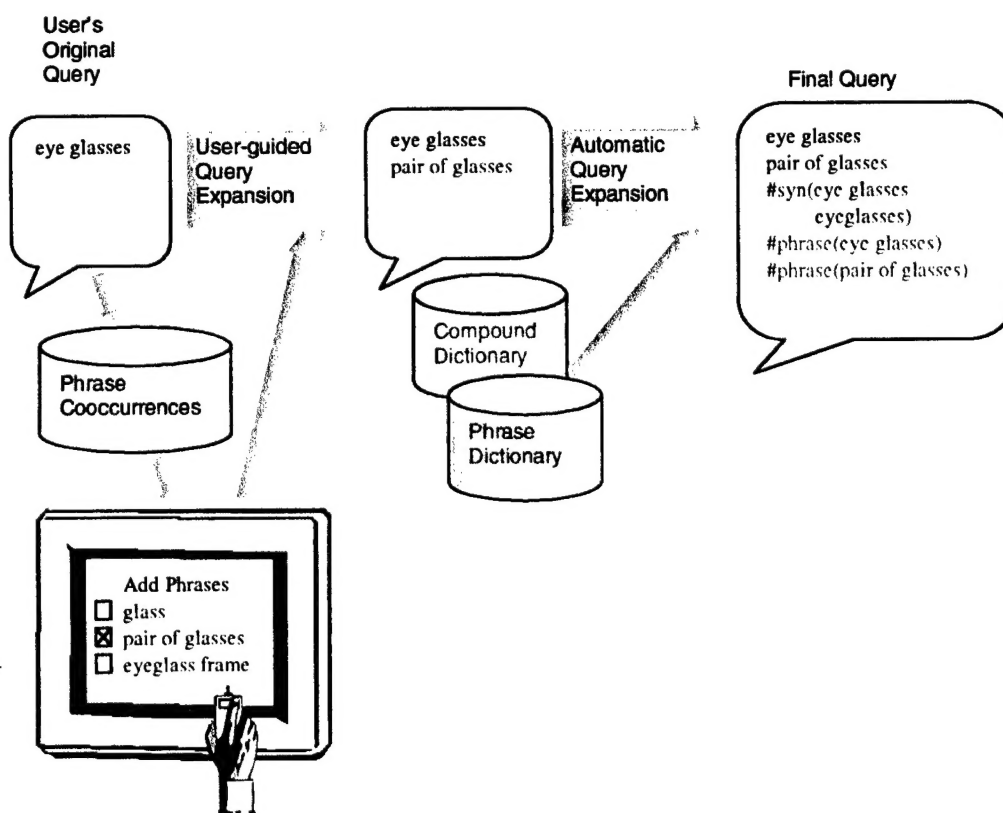 User's
Original
Query
eye glasses
User-guided
Query
Expansion
eye glasses
pair of glasses
Automatic
Query
Expansion
Final Query
eye glasses
pair of glasses
#syn(eye glasses
eyeglasses)
#phrase(eye glasses)
#phrase(pair of glasses)
Phrase
Cooccurrences
Compound
Dictionary
Phrase
Dictionary
Add Phrases
glass
pair of glasses
eyeglass frame